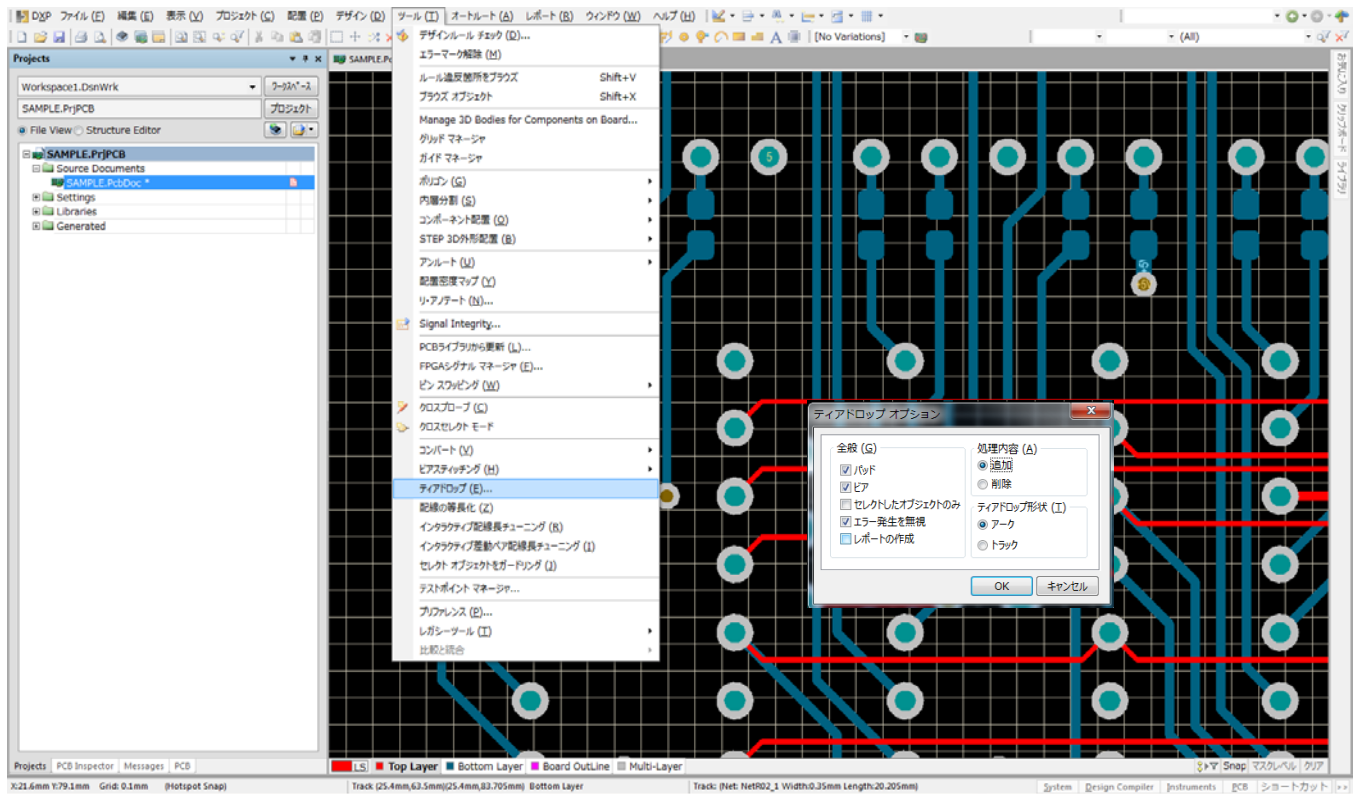 DXP ファイル (F) 編集 (E) 表示 (V) プロジェクト (C) 配置 (P) デザイン (D) ツール (T) オートルート (A) レポート (R) ウィンドウ (W) ヘルプ (H)
[No Variations] (All)
Projects
SAMPLE.Pc
Workspace1.DsnWrk ワークスペース
SAMPLE.PrjPCB プロジェクト
File View Structure Editor
SAMPLE.PrjPCB
Source Documents
SAMPLE.PcbDoc *
Settings
Libraries
Generated
デザインルール チェック (D)...
エラーマーク解除 (M)
ルール違反箇所をブラウズ Shift+V
ブラウズ オブジェクト Shift+X
Manage 3D Bodies for Components on Board...
グリッド マネージャ
ガイド マネージャ
ポリゴン (G)
内層分割 (S)
コンポーネント配置 (O)
STEP 3D外形配置 (B)
アンルート (U)
配置密度マップ (Y)
リ・アノテート (N)...
Signal Integrity...
PCBライブラリから更新 (L)...
FPGAシグナル マネージャ (F)...
ピン スワッピング (W)
クロスプローブ (C)
クロスセレクト モード
コンバート (V)
ビアスティッチング (H)
ティアドロップ (E)...
配線の等長化 (Z)
インタラクティブ配線長チューニング (R)
インタラクティブ差動ペア配線長チューニング (I)
セレクト オブジェクトをガードリング (J)
テストポイント マネージャ...
プリファレンス (P)...
レガシーツール (T)
比較と統合
お気に入り
クリップボード
ライブラリ
5
+5
ティアドロップ オプション
全般 (G)
パッド
ビア
セレクトしたオブジェクトのみ
エラー発生を無視
レポートの作成
処理内容 (A)
追加
削除
ティアドロップ形状 (T)
アーク
トラック
OK キャンセル
Projects PCB Inspector Messages PCB
LS Top Layer Bottom Layer Board OutLine Multi-Layer
Snap マスクレベル クリア
X:21.6mm Y:79.1mm Grid: 0.1mm (Hotspot Snap) Track (25.4mm,63.5mm)(25.4mm,83.705mm) Bottom Layer Track: (Net: NetR02_1 Width:0.35mm Length:20.205mm) System Design Compiler Instruments PCB ショートカット